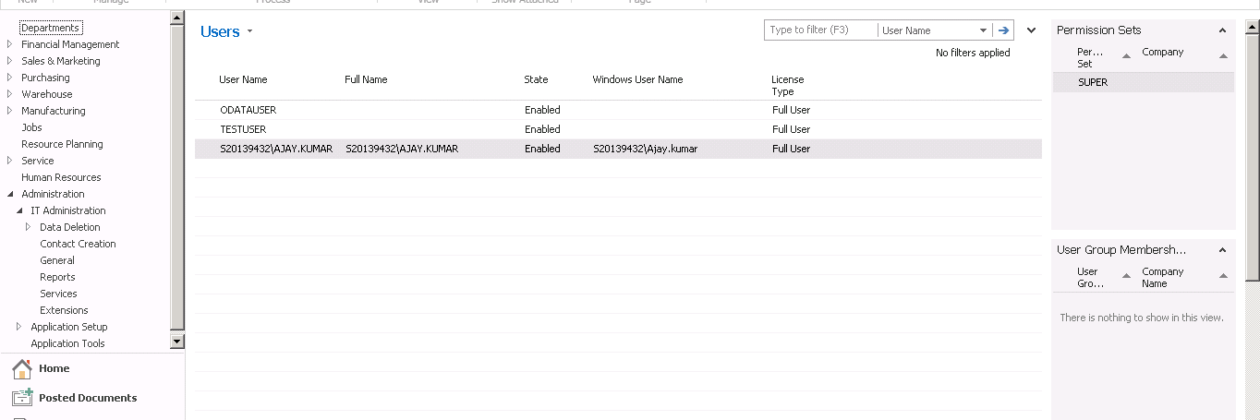 New Manage Process View Show Attached Page
Departments
Financial Management
Sales & Marketing
Purchasing
Warehouse
Manufacturing
Jobs
Resource Planning
Service
Human Resources
Administration
IT Administration
Data Deletion
Contact Creation
General
Reports
Services
Extensions
Application Setup
Application Tools
Home
Posted Documents
Users
Type to filter (F3) User Name
No filters applied
User Name Full Name State Windows User Name License Type
ODATAUSER Enabled Full User
TESTUSER Enabled Full User
S20139432\AJAY.KUMAR S20139432\AJAY.KUMAR Enabled S20139432\Ajay.kumar Full User
Permission Sets
Per... Set Company
SUPER
User Group Membersh...
User Gro... Company Name
There is nothing to show in this view.